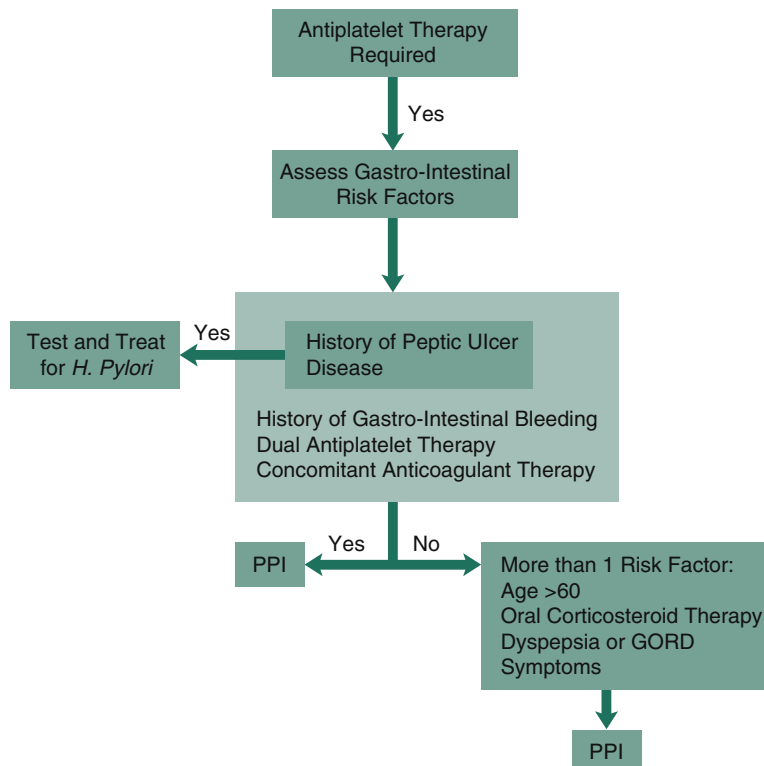 Antiplatelet Therapy
Required
Yes
Assess Gastro-Intestinal
Risk Factors
Test and Treat
for H. Pylori
Yes
History of Peptic Ulcer
Disease
History of Gastro-Intestinal Bleeding
Dual Antiplatelet Therapy
Concomitant Anticoagulant Therapy
Yes
No
PPI
More than 1 Risk Factor:
Age >60
Oral Corticosteroid Therapy
Dyspepsia or GORD
Symptoms
PPI